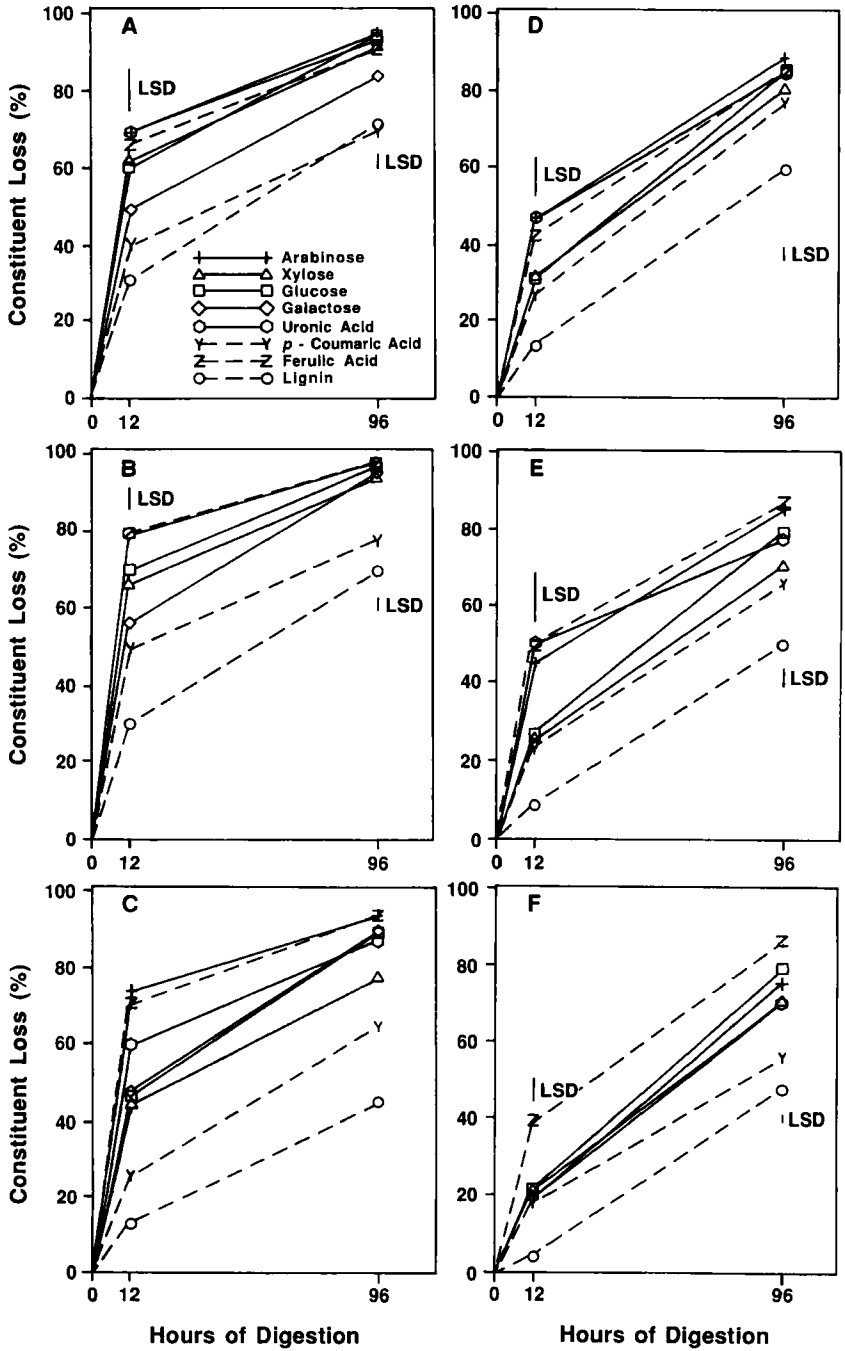 A
Constituent Loss (%)
100
80
60
40
20
0
LSD
LSD
Arabinose
Xylose
Glucose
Galactose
Uronic Acid
p - Coumaric Acid
Ferulic Acid
Lignin
0 12 96
D
100
80
60
40
20
0
LSD
LSD
0 12 96
B
Constituent Loss (%)
100
80
60
40
20
0
LSD
LSD
0 12 96
E
100
80
60
40
20
0
LSD
LSD
0 12 96
C
Constituent Loss (%)
100
80
60
40
20
0
0 12 96
Hours of Digestion
F
100
80
60
40
20
0
LSD
LSD
0 12 96
Hours of Digestion